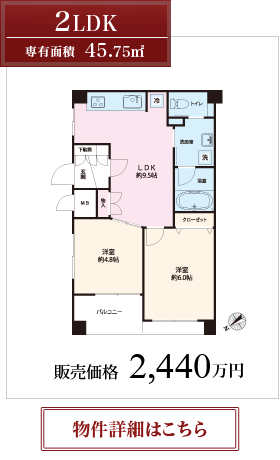 2LDK
専有面積 45.75㎡
冷
トイレ
洗面室
洗
下駄箱
玄関
LDK
約9.5帖
浴室
MB
物入
クローゼット
洋室
約4.8帖
洋室
約6.0帖
バルコニー
販売価格 2,440万円
物件詳細はこちら